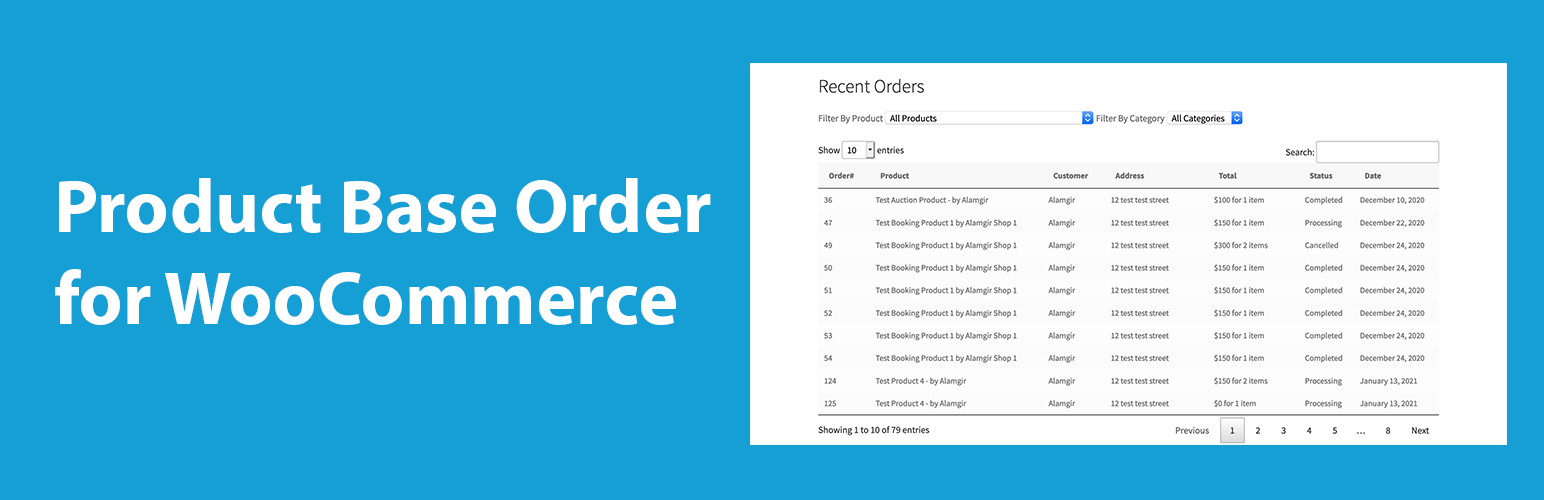 Product Base Order
for WooCommerce
Recent Orders
Filter By Product All Products Filter By Category All Categories
Show 10 entries
Search:
Order# Product Customer Address Total Status Date
36 Test Auction Product - by Alamgir Alamgir 12 test test street $100 for 1 item Completed December 10, 2020
47 Test Booking Product 1 by Alamgir Shop 1 Alamgir 12 test test street $150 for 1 item Processing December 22, 2020
49 Test Booking Product 1 by Alamgir Shop 1 Alamgir 12 test test street $300 for 2 items Cancelled December 24, 2020
50 Test Booking Product 1 by Alamgir Shop 1 Alamgir 12 test test street $150 for 1 item Completed December 24, 2020
51 Test Booking Product 1 by Alamgir Shop 1 Alamgir 12 test test street $150 for 1 item Completed December 24, 2020
52 Test Booking Product 1 by Alamgir Shop 1 Alamgir 12 test test street $150 for 1 item Completed December 24, 2020
53 Test Booking Product 1 by Alamgir Shop 1 Alamgir 12 test test street $150 for 1 item Completed December 24, 2020
54 Test Booking Product 1 by Alamgir Shop 1 Alamgir 12 test test street $150 for 1 item Completed December 24, 2020
124 Test Product 4 - by Alamgir Alamgir 12 test test street $150 for 2 items Processing January 13, 2021
125 Test Product 4 - by Alamgir Alamgir 12 test test street $0 for 1 item Processing January 13, 2021
Showing 1 to 10 of 79 entries
Previous 1 2 3 4 5 ... 8 Next